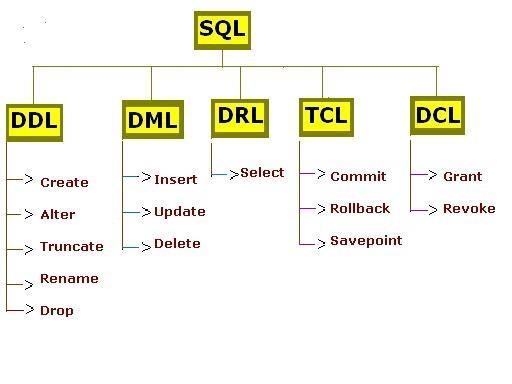 SQL
DDL
DML
DRL
TCL
DCL
Create
Alter
Truncate
Rename
Drop
Insert
Update
Delete
Select
Commit
Rollback
Savepoint
Grant
Revoke